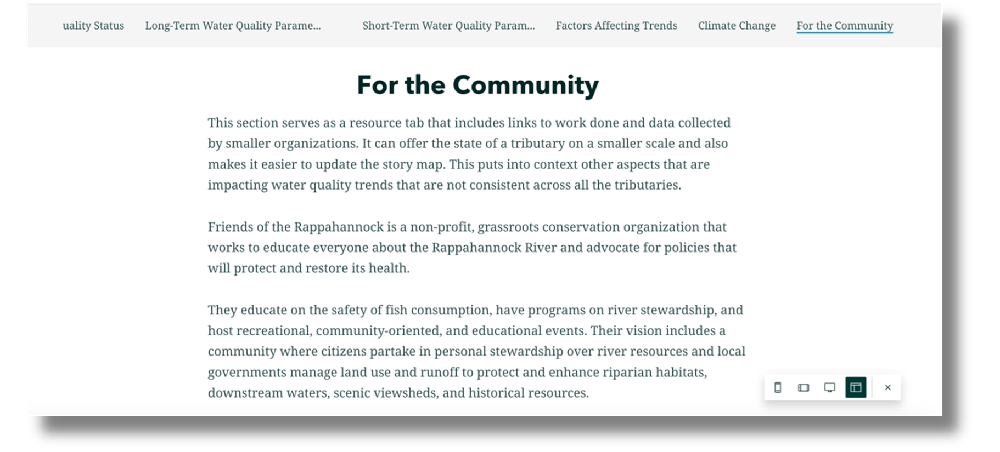 uality Status Long-Term Water Quality Parame... Short-Term Water Quality Param... Factors Affecting Trends Climate Change For the Community
For the Community
This section serves as a resource tab that includes links to work done and data collected
by smaller organizations. It can offer the state of a tributary on a smaller scale and also
makes it easier to update the story map. This puts into context other aspects that are
impacting water quality trends that are not consistent across all the tributaries.
Friends of the Rappahannock is a non-profit, grassroots conservation organization that
works to educate everyone about the Rappahannock River and advocate for policies that
will protect and restore its health.
They educate on the safety of fish consumption, have programs on river stewardship, and
host recreational, community-oriented, and educational events. Their vision includes a
community where citizens partake in personal stewardship over river resources and local
governments manage land use and runoff to protect and enhance riparian habitats,
downstream waters, scenic viewsheds, and historical resources.